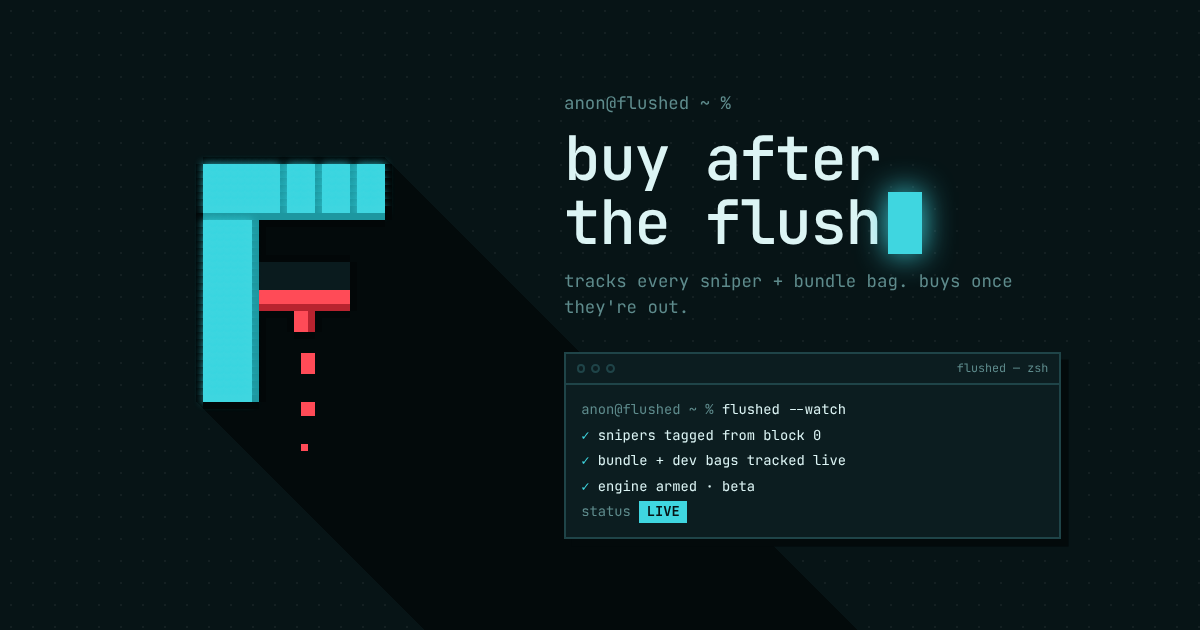 anon@flushed ~ %
buy after
the flush
tracks every sniper + bundle bag. buys once
they're out.
flushed — zsh
anon@flushed ~ % flushed --watch
✓ snipers tagged from block 0
✓ bundle + dev bags tracked live
✓ engine armed · beta
status LIVE